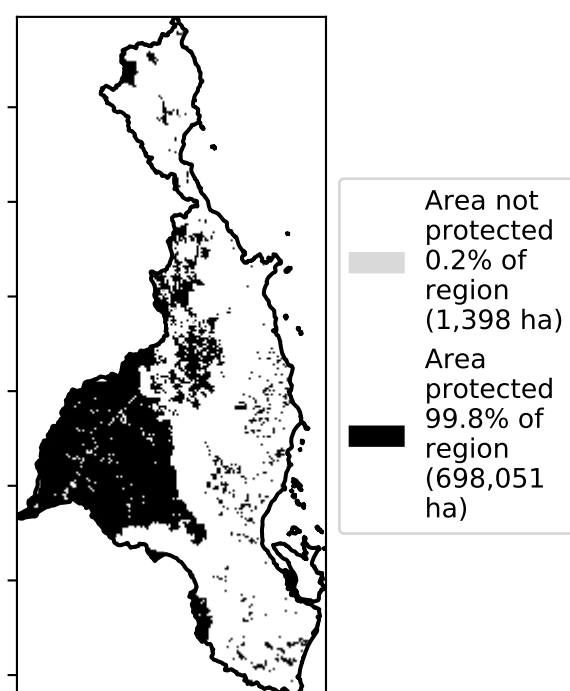 Area not
protected
0.2% of
region
(1,398 ha)
Area
protected
99.8% of
region
(698,051
ha)